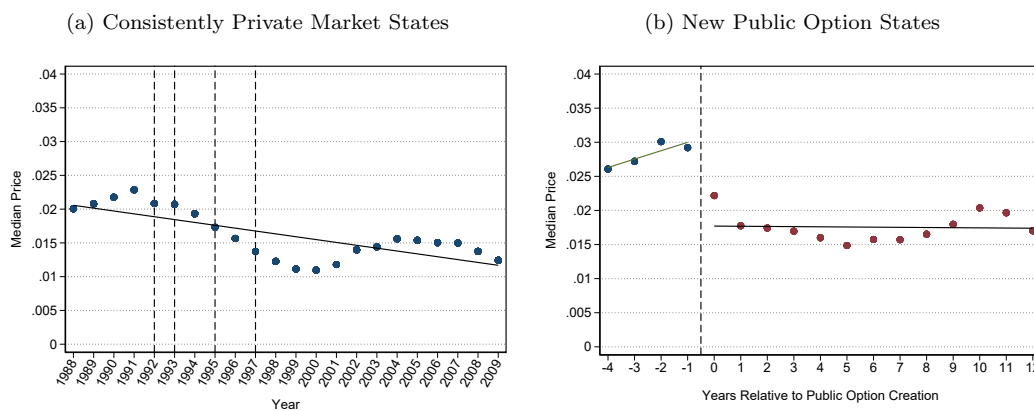 (a) Consistently Private Market States
Median Price
.04
.035
.03
.025
.02
.015
.01
.005
0
1988 1989 1990 1991 1992 1993 1994 1995 1996 1997 1998 1999 2000 2001 2002 2003 2004 2005 2006 2007 2008 2009
Year
(b) New Public Option States
Median Price
.04
.035
.03
.025
.02
.015
.01
.005
0
-4 -3 -2 -1 0 1 2 3 4 5 6 7 8 9 10 11 12
Years Relative to Public Option Creation